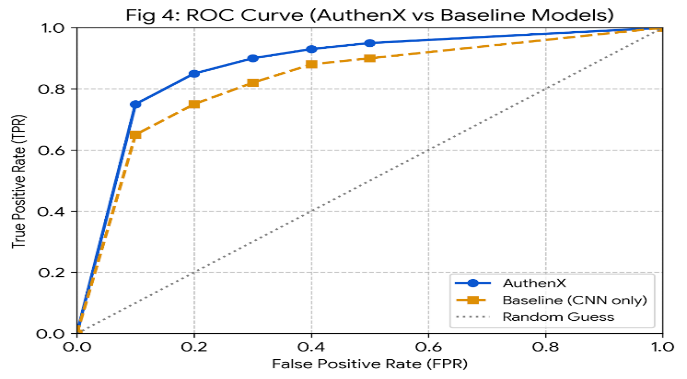 Fig 4: ROC Curve (AuthenX vs Baseline Models)
1.0
0.8
0.6
0.4
0.2
0.0
True Positive Rate (TPR)
AuthenX
Baseline (CNN only)
Random Guess
0.0 0.2 0.4 0.6 0.8 1.0
False Positive Rate (FPR)